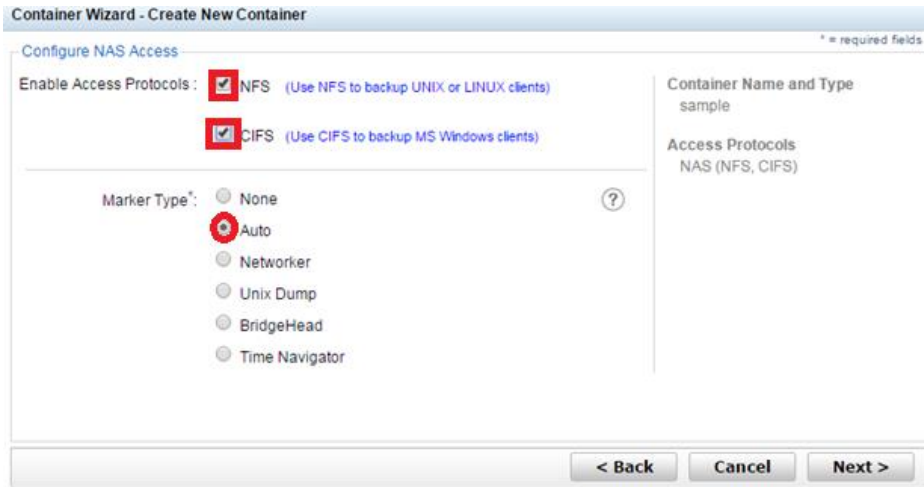 Container Wizard - Create New Container
* = required fields
Configure NAS Access
Enable Access Protocols :
NFS (Use NFS to backup UNIX or LINUX clients)
CIFS (Use CIFS to backup MS Windows clients)
Marker Type*:
None
?
Auto
Networker
Unix Dump
BridgeHead
Time Navigator
Container Name and Type
sample
Access Protocols
NAS (NFS, CIFS)
< Back
Cancel
Next >